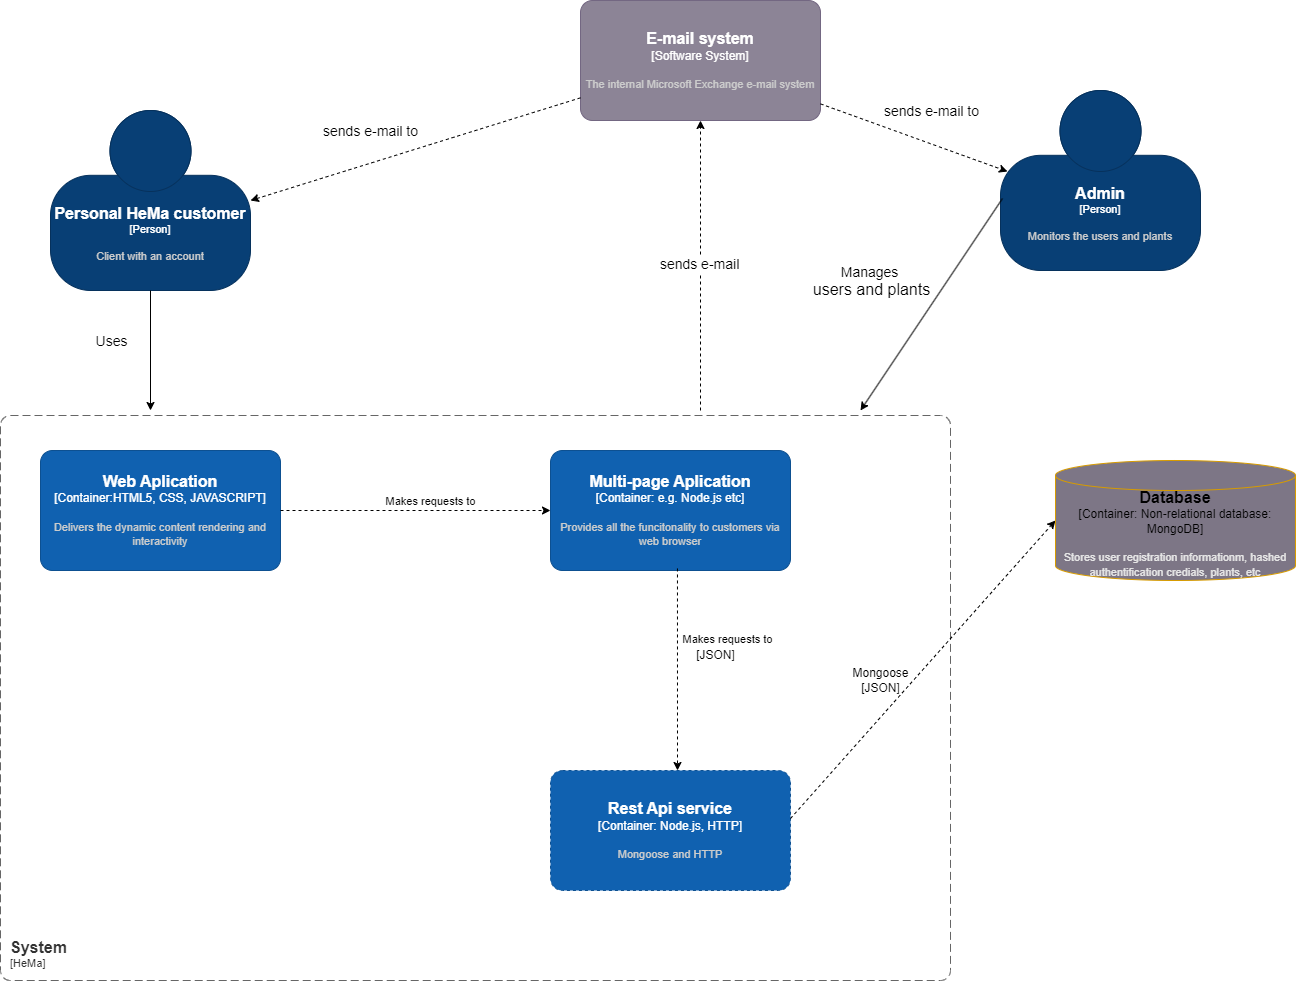 E-mail system
[Software System]
The internal Microsoft Exchange e-mail system
sends e-mail to
sends e-mail to
Personal HeMa customer
[Person]
Client with an account
Admin
[Person]
Monitors the users and plants
sends e-mail
Manages
users and plants
Uses
Web Aplication
[Container:HTML5, CSS, JAVASCRIPT]
Delivers the dynamic content rendering and
interactivity
Makes requests to
Multi-page Aplication
[Container: e.g. Node.js etc]
Provides all the funcitonality to customers via
web browser
Database
[Container: Non-relational database:
MongoDB]
Stores user registration informationm, hashed
authentification credials, plants, etc
Makes requests to
[JSON]
Mongoose
[JSON]
Rest Api service
[Container: Node.js, HTTP]
Mongoose and HTTP
System
[HeMa]